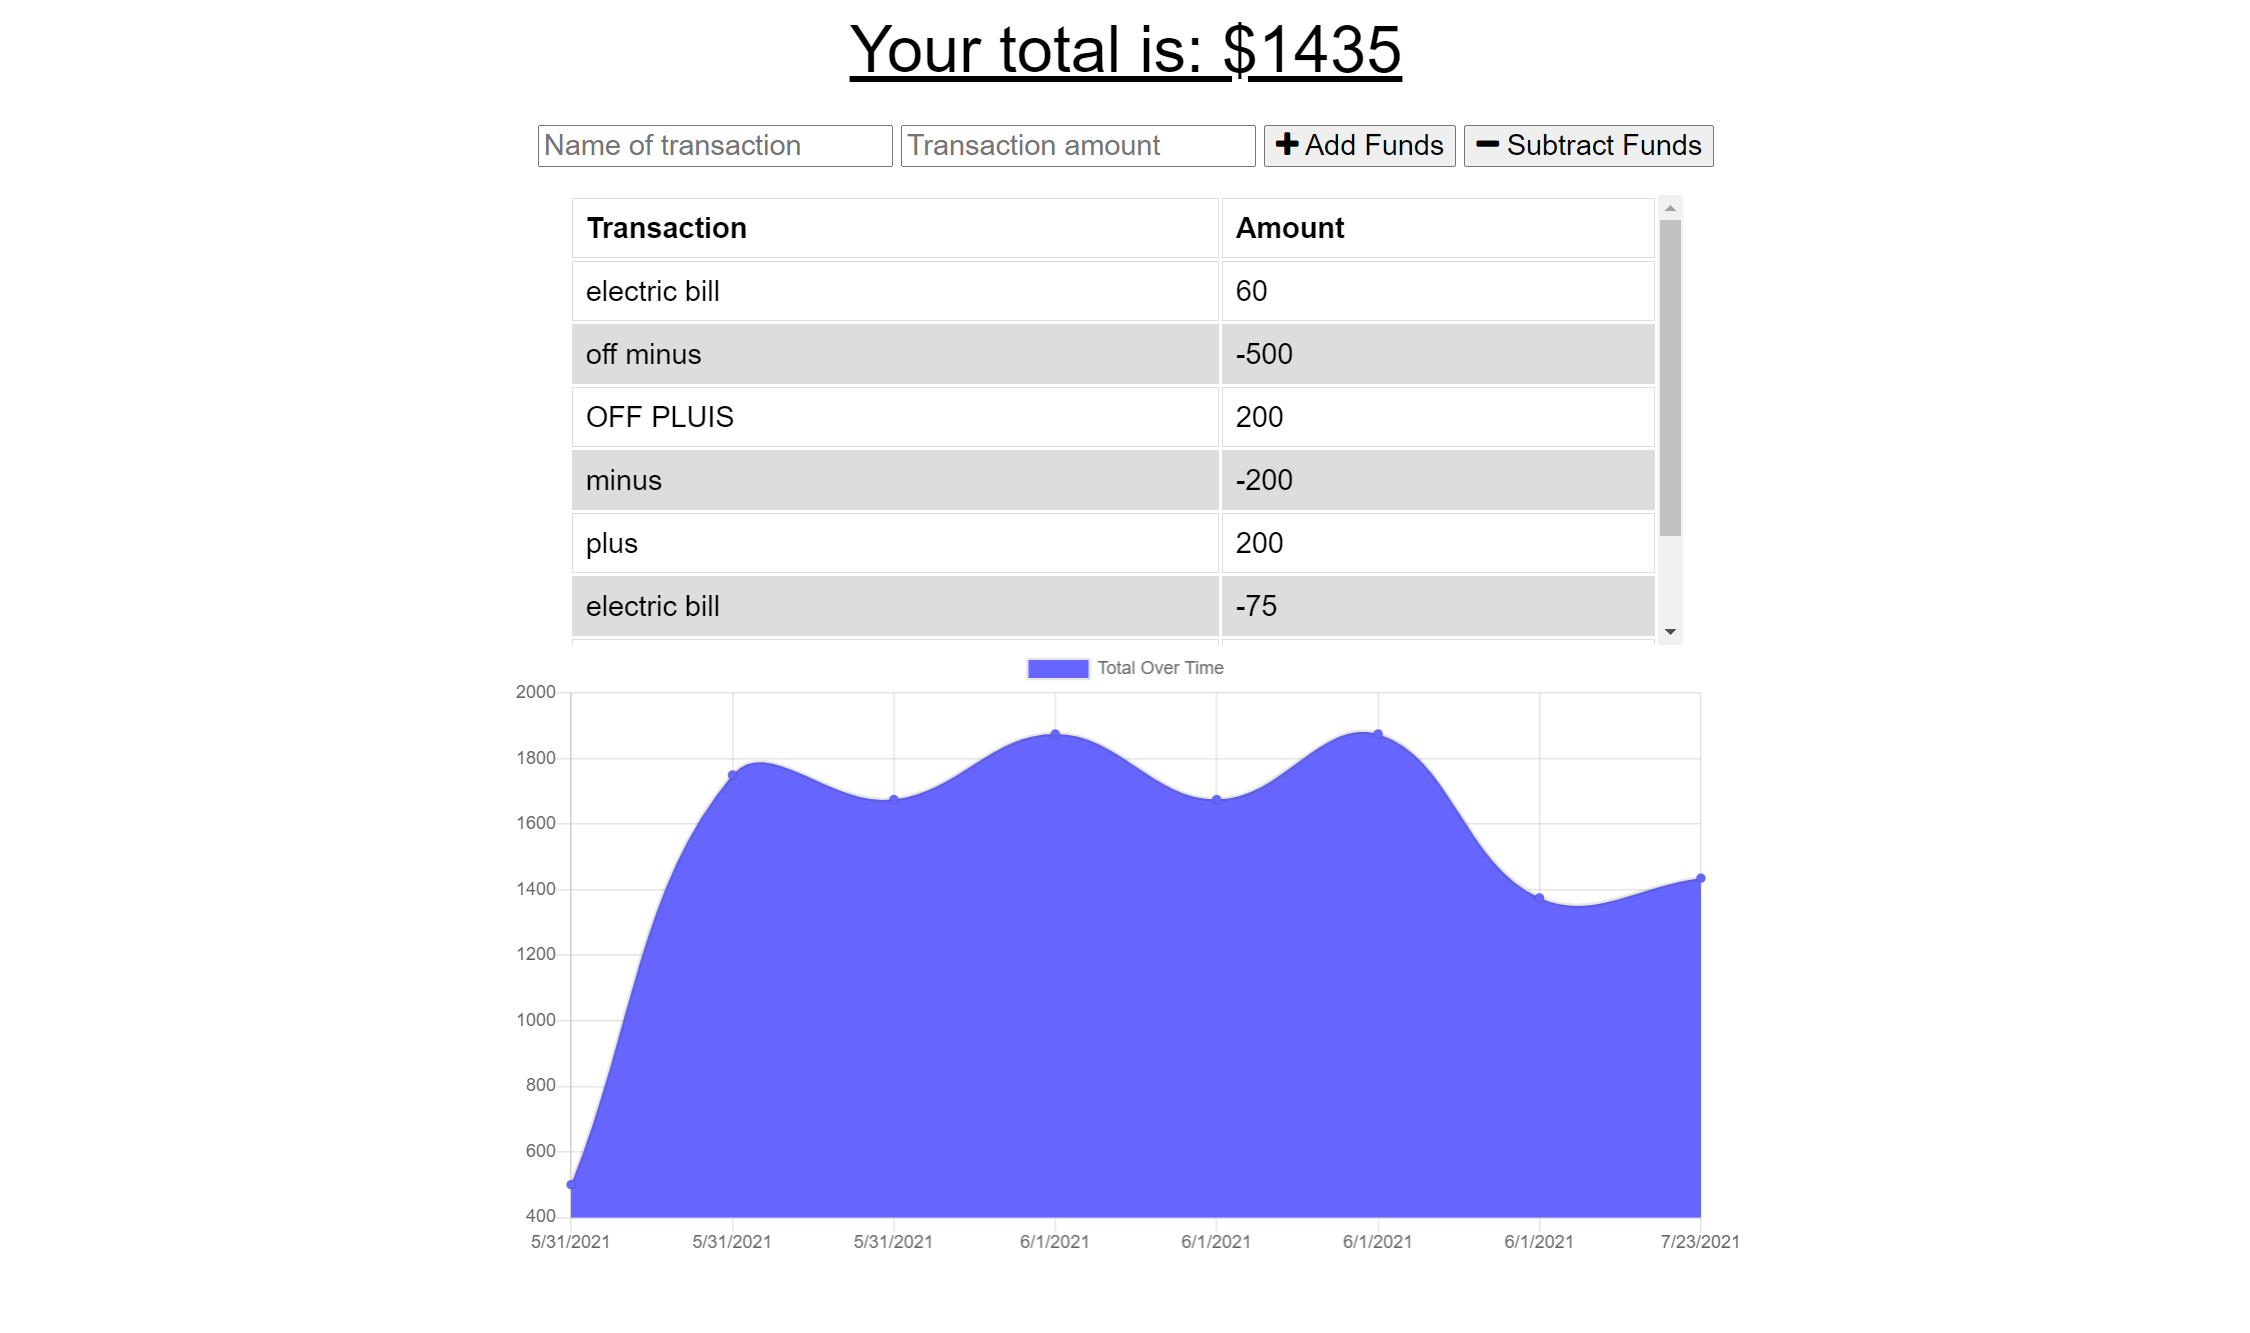 Your total is: $1435
Name of transaction Transaction amount Add Funds Subtract Funds
Transaction Amount
electric bill 60
off minus -500
OFF PLUIS 200
minus -200
plus 200
electric bill -75
Total Over Time
2000
1800
1600
1400
1200
1000
800
600
400
5/31/2021 5/31/2021 5/31/2021 6/1/2021 6/1/2021 6/1/2021 6/1/2021 7/23/2021